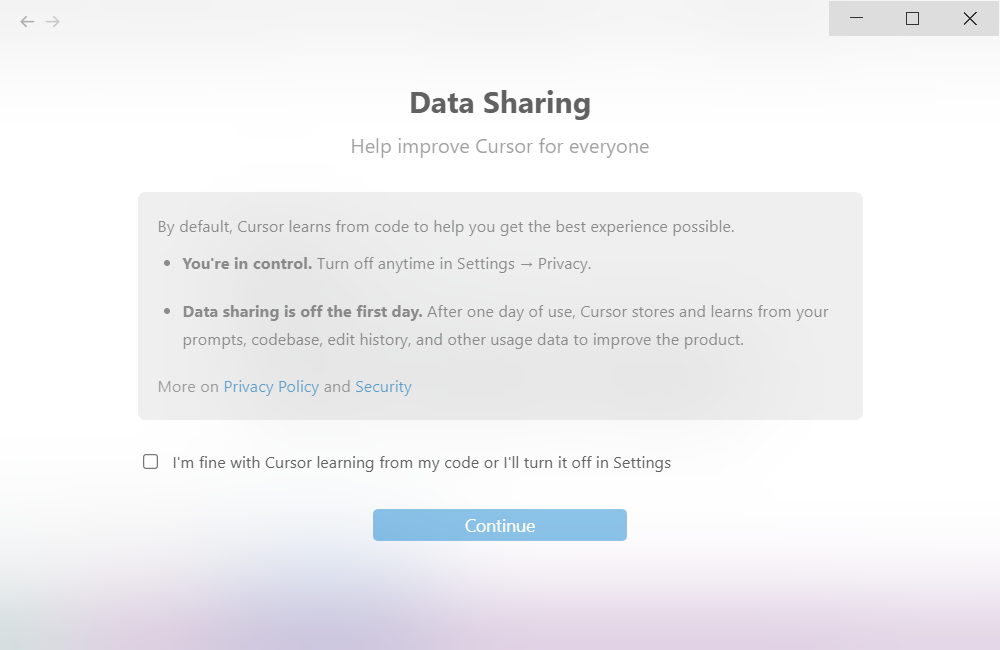 Data Sharing
Help improve Cursor for everyone
By default, Cursor learns from code to help you get the best experience possible.
• You're in control. Turn off anytime in Settings → Privacy.
• Data sharing is off the first day. After one day of use, Cursor stores and learns from your
prompts, codebase, edit history, and other usage data to improve the product.
More on Privacy Policy and Security
I'm fine with Cursor learning from my code or I'll turn it off in Settings
Continue